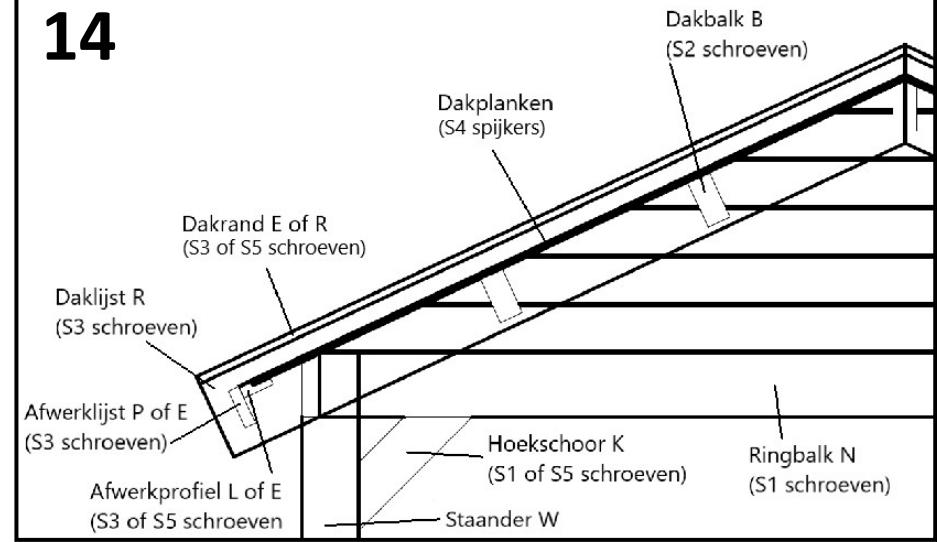 14
Dakbalk B
(S2 schroeven)
Dakplanken
(S4 spijkers)
Dakrand E of R
(S3 of S5 schroeven)
Daklijst R
(S3 schroeven)
Afwerklijst P of E
(S3 schroeven)
Afwerkprofiel L of E
(S3 of S5 schroeven
Hoekschoor K
(S1 of S5 schroeven)
Ringbalk N
(S1 schroeven)
Staander W